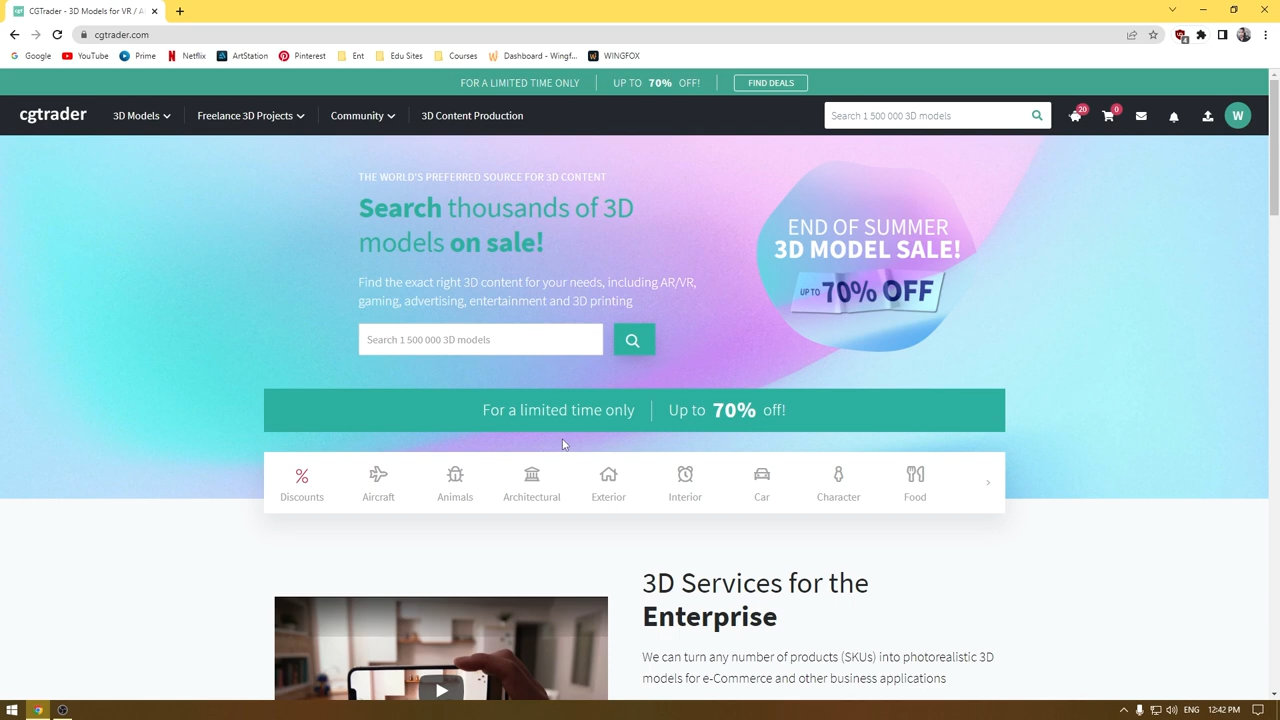 CGTrader - 3D Models for VR / A
cgtrader.com
Google YouTube Netflix Prime ArtStation Pinterest Ent Edu Sites Courses Dashboard - Wingf... WINGFOX
FOR A LIMITED TIME ONLY UP TO 70% OFF! FIND DEALS
cgtrader 3D Models Freelance 3D Projects Community 3D Content Production Search 1 500 000 3D models 20 0 W
THE WORLD'S PREFERRED SOURCE FOR 3D CONTENT
Search thousands of 3D
models on sale!
Find the exact right 3D content for your needs, including AR/VR,
gaming, advertising, entertainment and 3D printing
Search 1 500 000 3D models
END OF SUMMER
3D MODEL SALE!
UP TO 70% OFF
For a limited time only Up to 70% off!
Discounts Aircraft Animals Architectural Exterior Interior Car Character Food
3D Services for the
Enterprise
We can turn any number of products (SKUs) into photorealistic 3D
models for e-Commerce and other business applications
ENG 12:42 PM